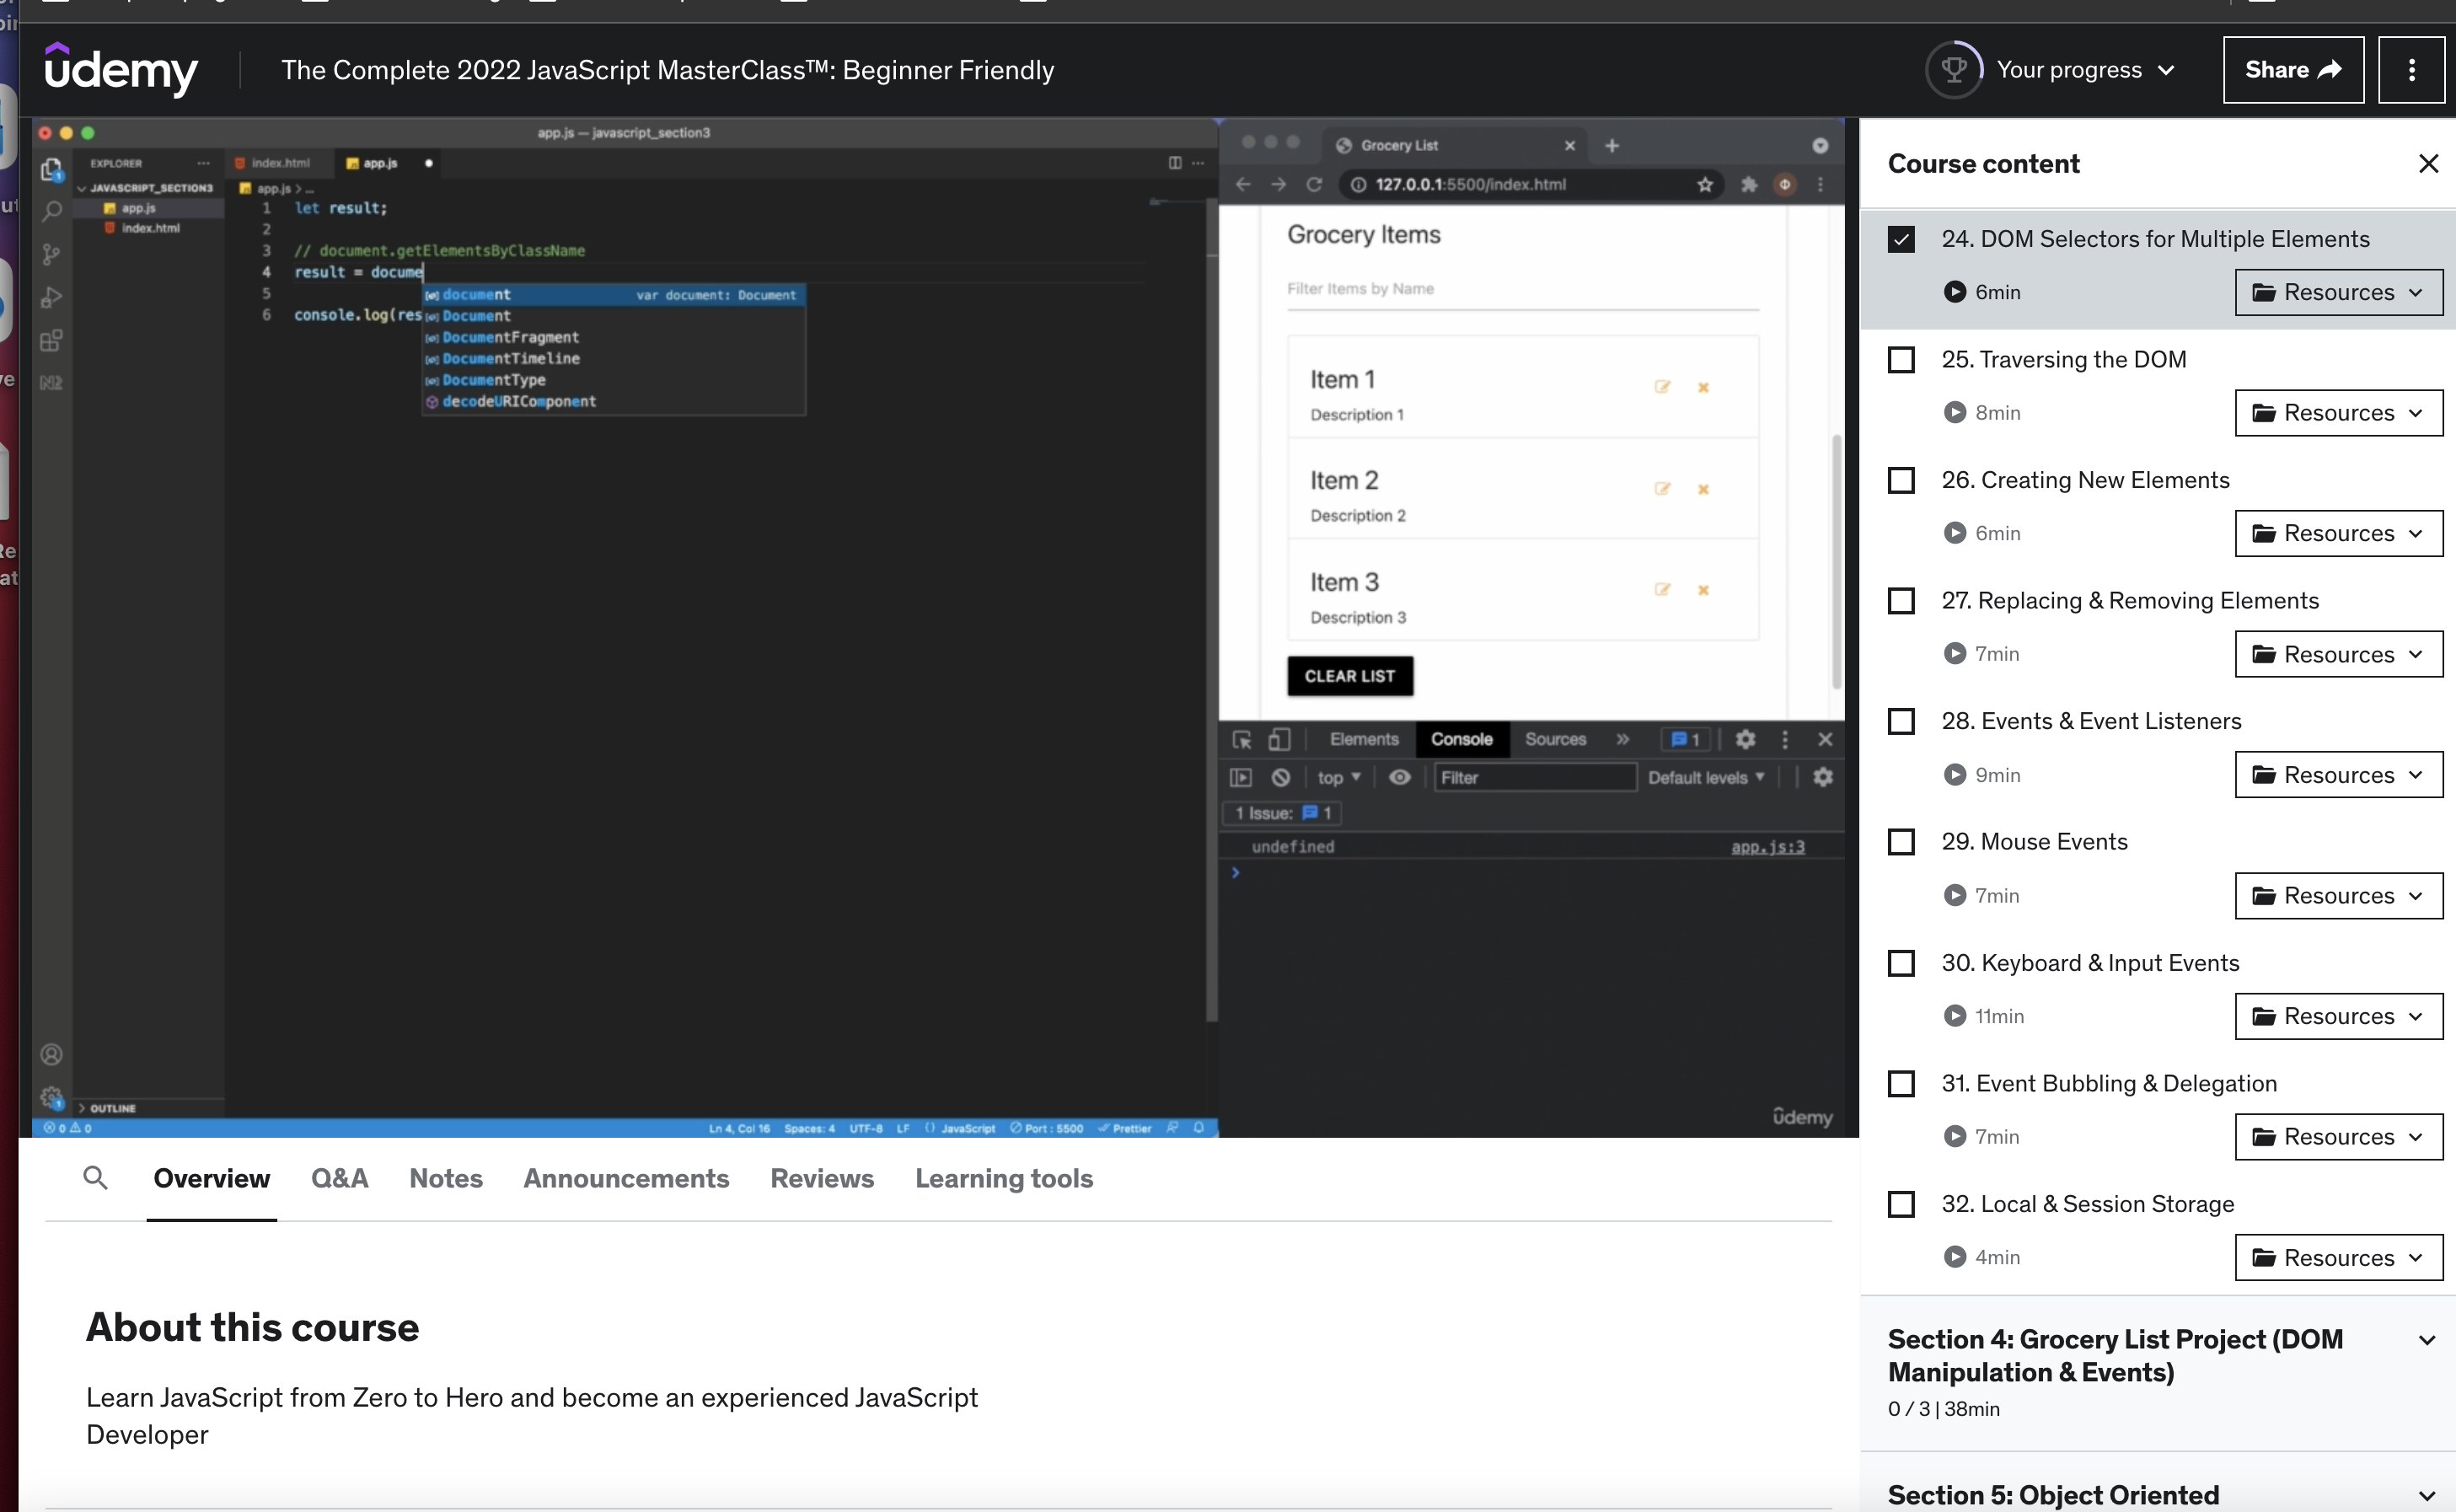 udemy
The Complete 2022 JavaScript MasterClass™: Beginner Friendly
Your progress
Share
app.js — javascript_section3
EXPLORER
index.html
app.js
JAVASCRIPT_SECTION3
app.js
index.html
app.js > ...
1 let result;
2
3 // document.getElementsByClassName
4 result = docume
5
6 console.log(res
document var document: Document
Document
DocumentFragment
DocumentTimeline
DocumentType
decodeURIComponent
OUTLINE
0 0
Ln 4, Col 16 Spaces: 4 UTF-8 LF {} JavaScript Port : 5500 Prettier
Grocery List
127.0.0.1:5500/index.html
Grocery Items
Filter Items by Name
Item 1
Description 1
Item 2
Description 2
Item 3
Description 3
CLEAR LIST
Elements Console Sources » 1
top Filter Default levels
1 Issue: 1
undefined app.js:3
udemy
Course content
24. DOM Selectors for Multiple Elements
6min Resources
25. Traversing the DOM
8min Resources
26. Creating New Elements
6min Resources
27. Replacing & Removing Elements
7min Resources
28. Events & Event Listeners
9min Resources
29. Mouse Events
7min Resources
30. Keyboard & Input Events
11min Resources
31. Event Bubbling & Delegation
7min Resources
32. Local & Session Storage
4min Resources
Section 4: Grocery List Project (DOM
Manipulation & Events)
0 / 3 | 38min
Section 5: Object Oriented
Overview Q&A Notes Announcements Reviews Learning tools
About this course
Learn JavaScript from Zero to Hero and become an experienced JavaScript
Developer